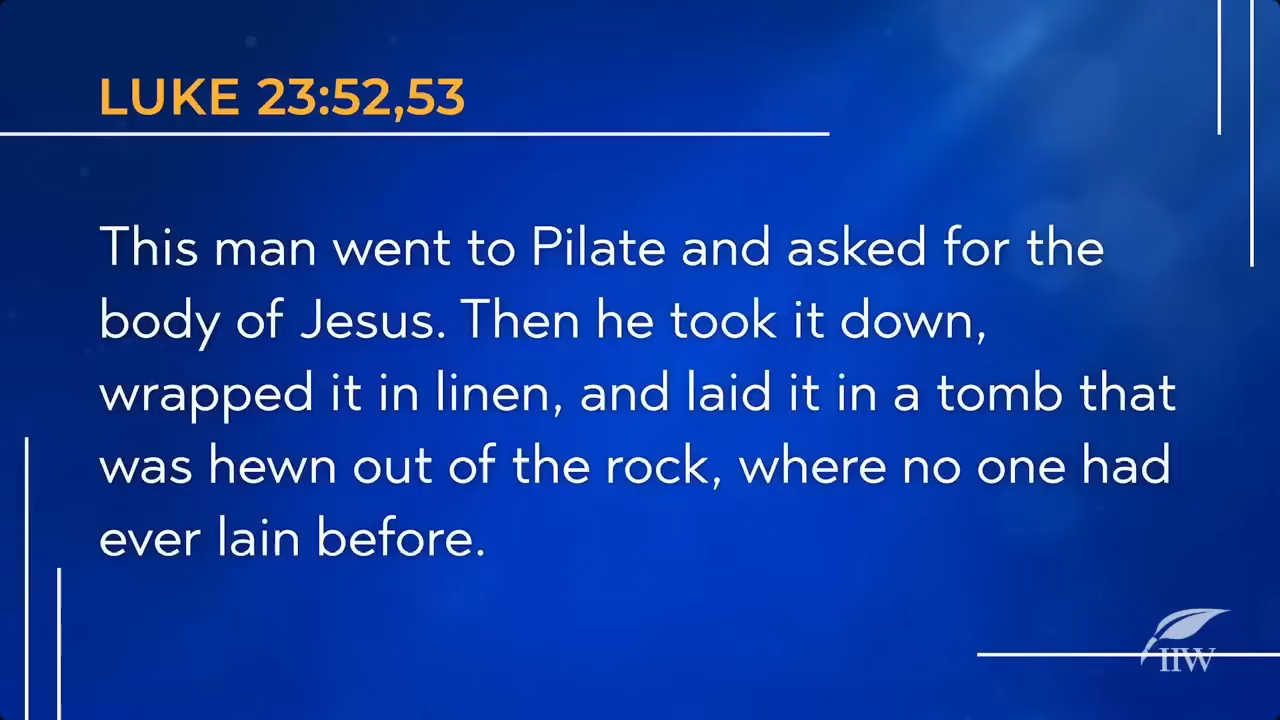 LUKE 23:52,53
This man went to Pilate and asked for the
body of Jesus. Then he took it down,
wrapped it in linen, and laid it in a tomb that
was hewn out of the rock, where no one had
ever lain before.
IIW